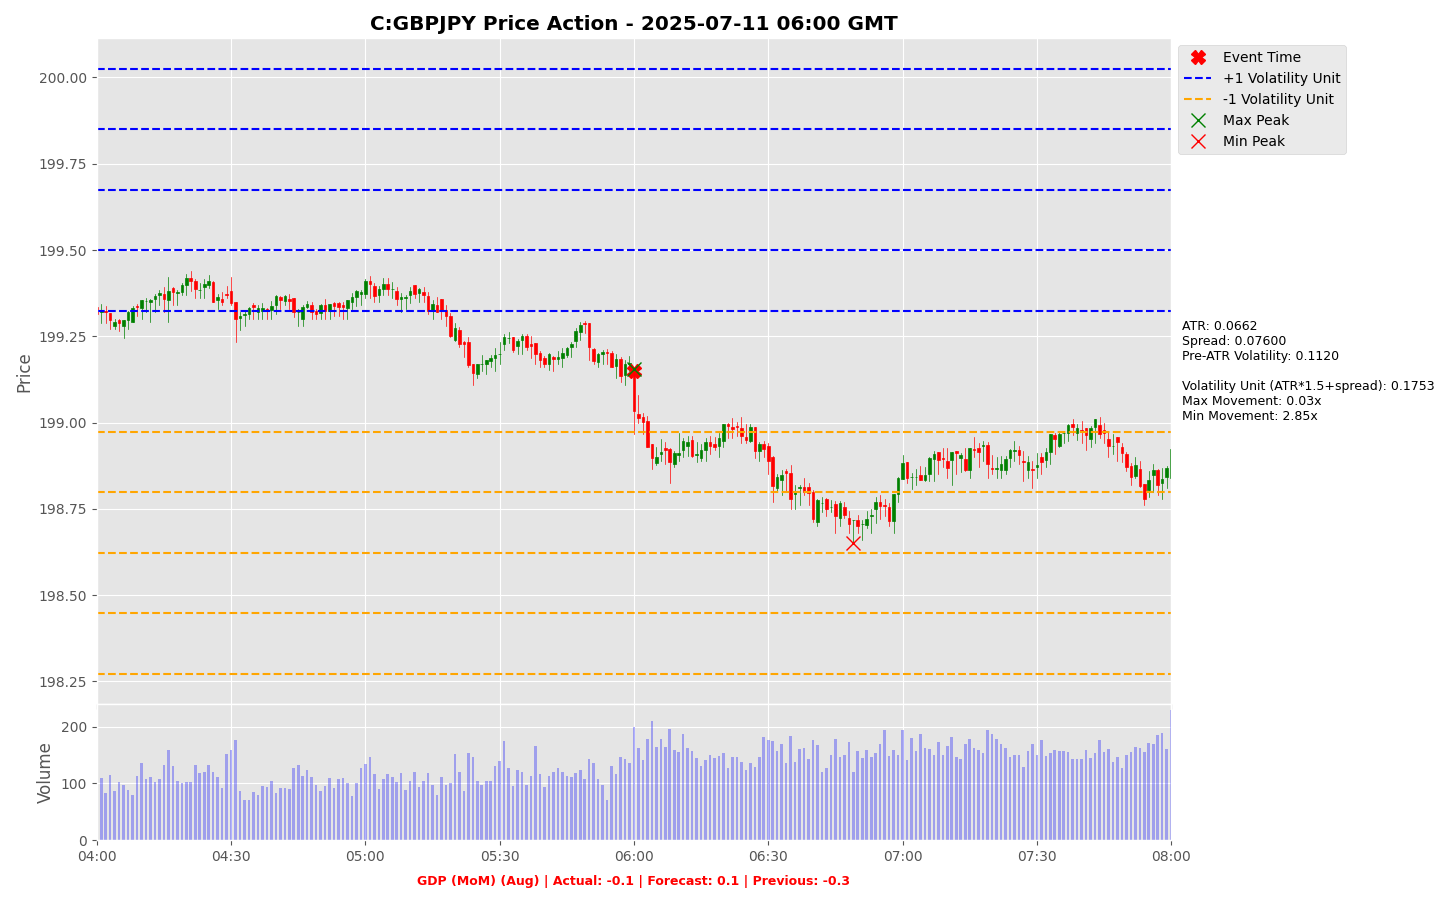 C:GBPJPY Price Action - 2025-07-11 06:00 GMT
Event Time
+1 Volatility Unit
-1 Volatility Unit
Max Peak
Min Peak
Price
200.00
199.75
199.50
199.25
199.00
198.75
198.50
198.25
ATR: 0.0662
Spread: 0.07600
Pre-ATR Volatility: 0.1120
Volatility Unit (ATR*1.5+spread): 0.1753
Max Movement: 0.03x
Min Movement: 2.85x
Volume
200
100
0
04:00 04:30 05:00 05:30 06:00 06:30 07:00 07:30 08:00
GDP (MoM) (Aug) | Actual: -0.1 | Forecast: 0.1 | Previous: -0.3